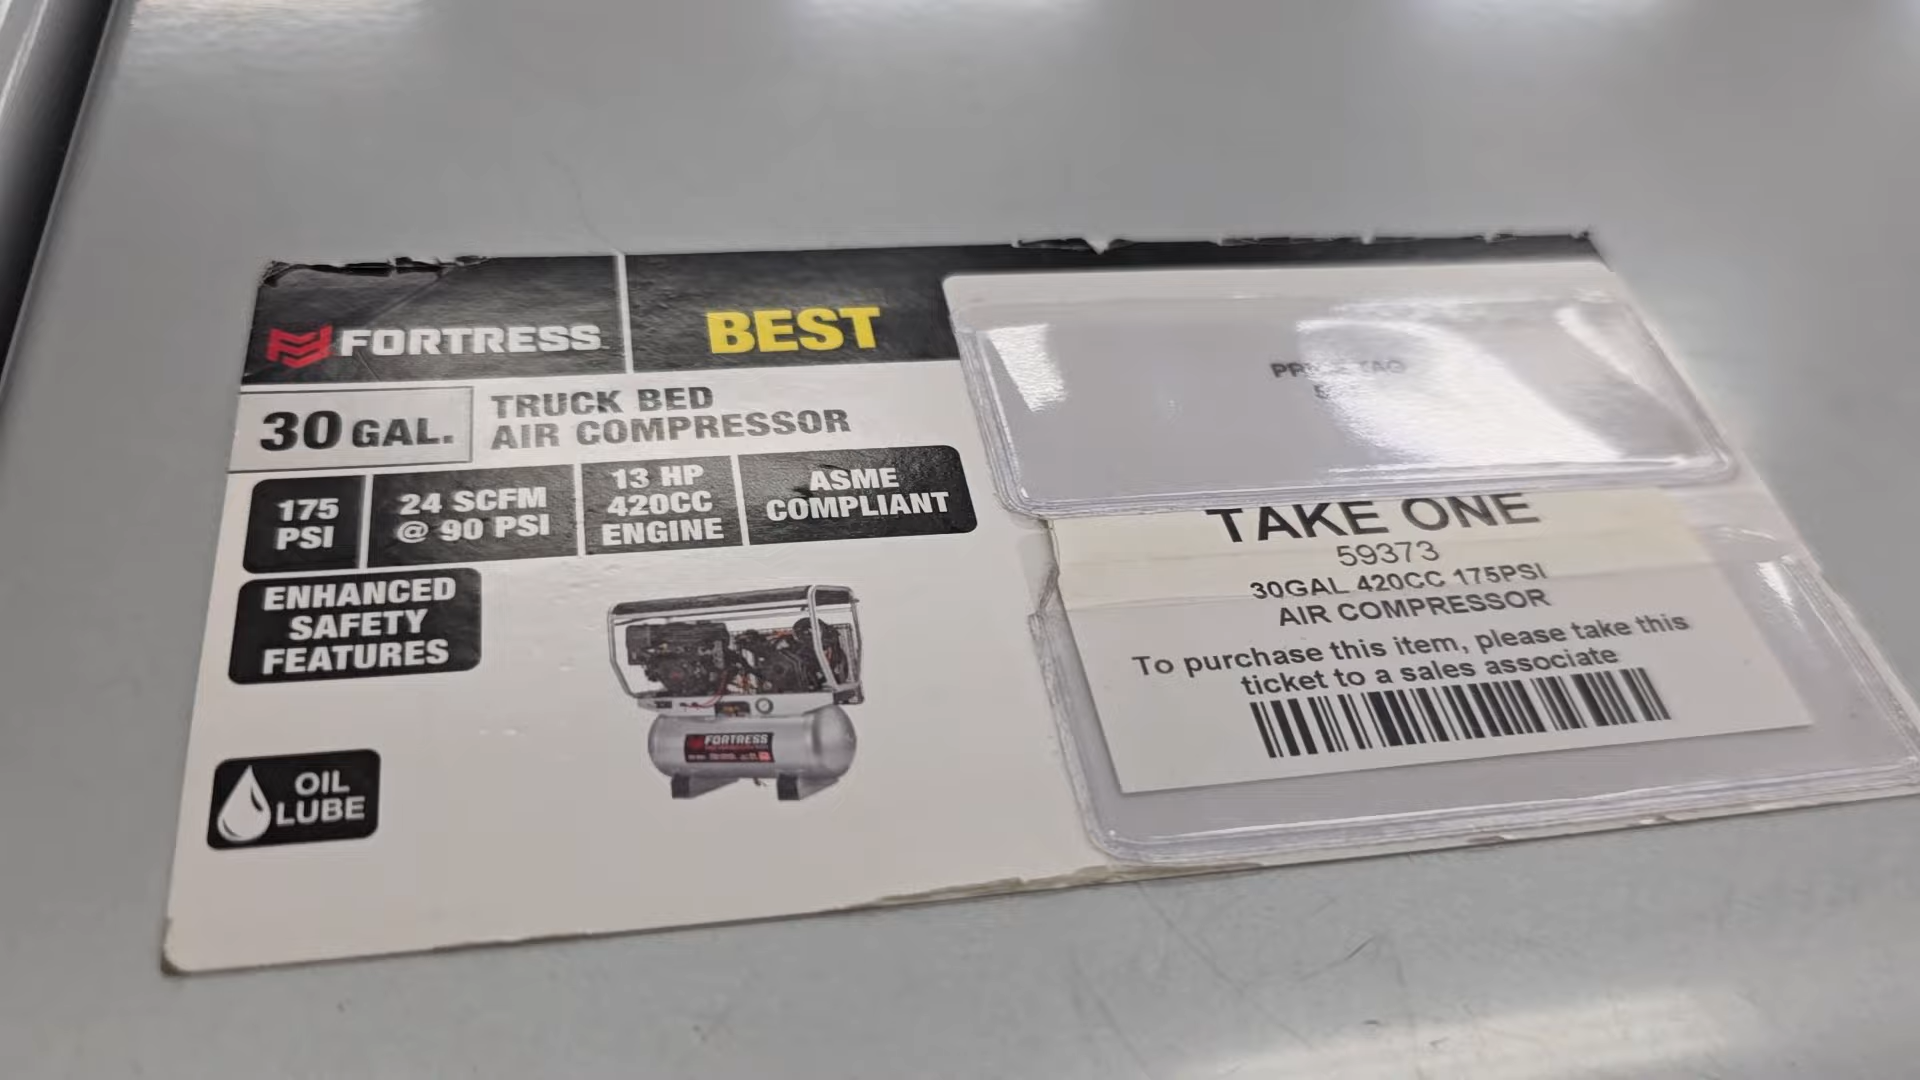 FORTRESS
BEST
30 GAL.
TRUCK BED
AIR COMPRESSOR
175
PSI
24 SCFM
@ 90 PSI
13 HP
420CC
ENGINE
ASME
COMPLIANT
ENHANCED
SAFETY
FEATURES
OIL
LUBE
FORTRESS
TAKE ONE
59373
30GAL 420CC 175PSI
AIR COMPRESSOR
To purchase this item, please take this
ticket to a sales associate